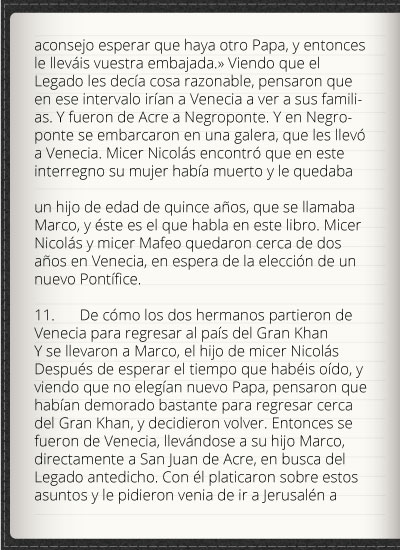 aconsejo esperar que haya otro Papa, y entonces
le lleváis vuestra embajada.» Viendo que el
Legado les decía cosa razonable, pensaron que
en ese intervalo irían a Venecia a ver a sus famili-
as. Y fueron de Acre a Negroponte. Y en Negro-
ponte se embarcaron en una galera, que les llevó
a Venecia. Micer Nicolás encontró que en este
interregno su mujer había muerto y le quedaba
un hijo de edad de quince años, que se llamaba
Marco, y éste es el que habla en este libro. Micer
Nicolás y micer Mafeo quedaron cerca de dos
años en Venecia, en espera de la elección de un
nuevo Pontífice.
11. De cómo los dos hermanos partieron de
Venecia para regresar al país del Gran Khan
Y se llevaron a Marco, el hijo de micer Nicolás
Después de esperar el tiempo que habéis oído, y
viendo que no elegían nuevo Papa, pensaron que
habían demorado bastante para regresar cerca
del Gran Khan, y decidieron volver. Entonces se
fueron de Venecia, llevándose a su hijo Marco,
directamente a San Juan de Acre, en busca del
Legado antedicho. Con él platicaron sobre estos
asuntos y le pidieron venia de ir a Jerusalén a